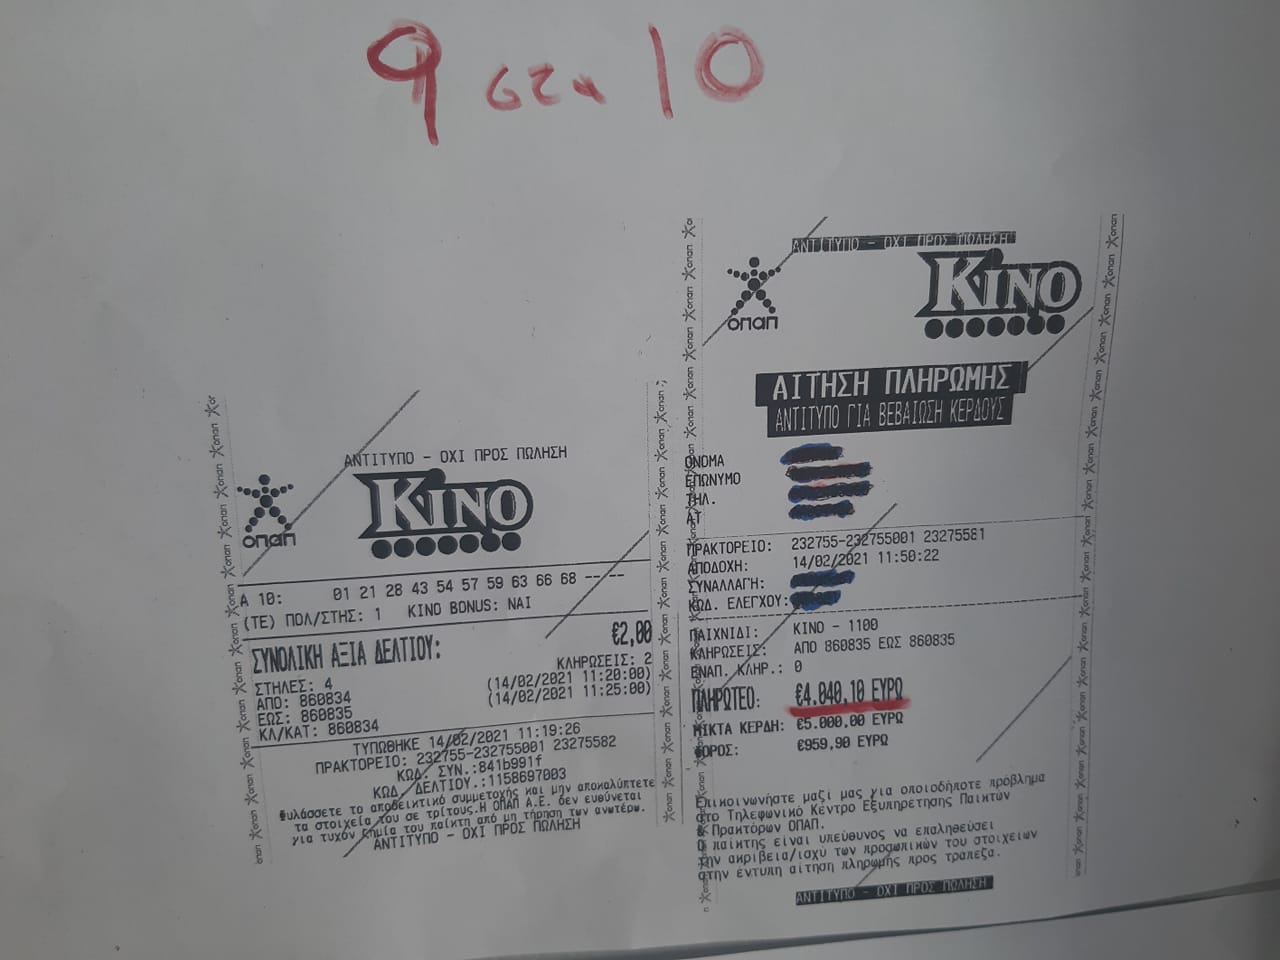 9 στα 10
ΑΝΤΙΤΥΠΟ - ΟΧΙ ΠΡΟΣ ΠΩΛΗΣΗ
οπαπ
KINO
Α 10: 01 21 28 43 54 57 59 63 66 68 -- --
(ΤΕ) ΠΟΛ/ΣΤΗΣ: 1 KINO BONUS: ΝΑΙ
€2,00
ΣΥΝΟΛΙΚΗ ΑΞΙΑ ΔΕΛΤΙΟΥ:
ΚΛΗΡΩΣΕΙΣ: 2
ΣΤΗΛΕΣ: 4
ΑΠΟ: 860834 (14/02/2021 11:20:00)
ΕΩΣ: 860835 (14/02/2021 11:25:00)
ΚΛ/ΚΑΤ: 860834
ΤΥΠΩΘΗΚΕ 14/02/2021 11:19:26
ΠΡΑΚΤΟΡΕΙΟ: 232755-232755001 23275582
ΚΩΔ. ΣΥΝ.:841b991f
ΚΩΔ. ΔΕΛΤΙΟΥ:1158697003
Φυλάσσετε το αποδεικτικό συμμετοχής και μην αποκαλύπτετε
τα στοιχεία του σε τρίτους.Η ΟΠΑΠ Α.Ε. δεν ευθύνεται
για τυχόν ζημία του παίκτη από μη τήρηση των ανωτέρω.
ΑΝΤΙΤΥΠΟ - ΟΧΙ ΠΡΟΣ ΠΩΛΗΣΗ
ΑΝΤΙΤΥΠΟ - ΟΧΙ ΠΡΟΣ ΠΩΛΗΣΗ
οπαπ
KINO
ΑΙΤΗΣΗ ΠΛΗΡΩΜΗΣ
ΑΝΤΙΤΥΠΟ ΓΙΑ ΒΕΒΑΙΩΣΗ ΚΕΡΔΟΥΣ
ΟΝΟΜΑ
ΕΠΩΝΥΜΟ
ΤΗΛ.
ΑΤ
ΠΡΑΚΤΟΡΕΙΟ: 232755-232755001 23275581
ΑΠΟΔΟΧΗ: 14/02/2021 11:50:22
ΣΥΝΑΛΛΑΓΗ:
ΚΩΔ. ΕΛΕΓΧΟΥ:
ΠΑΙΧΝΙΔΙ: KINO - 1100
ΚΛΗΡΩΣΕΙΣ: ΑΠΟ 860835 ΕΩΣ 860835
ΕΝΑΠ. ΚΛΗΡ.: 0
ΠΛΗΡΩΤΕΟ: €4.040,10 ΕΥΡΩ
ΜΙΚΤΑ ΚΕΡΔΗ: €5.000,00 ΕΥΡΩ
ΦΟΡΟΣ: €959,90 ΕΥΡΩ
Επικοινωνήστε μαζί μας για οποιοδήποτε πρόβλημα
στο Τηλεφωνικό Κέντρο Εξυπηρέτησης Παικτών
& Πρακτόρων ΟΠΑΠ.
Ο παίκτης είναι υπεύθυνος να επαληθεύσει
την ακρίβεια/ισχύ των προσωπικών του στοιχείων
στην έντυπη αίτηση πληρωμής προς τράπεζα.
ΑΝΤΙΤΥΠΟ - ΟΧΙ ΠΡΟΣ ΠΩΛΗΣΗ